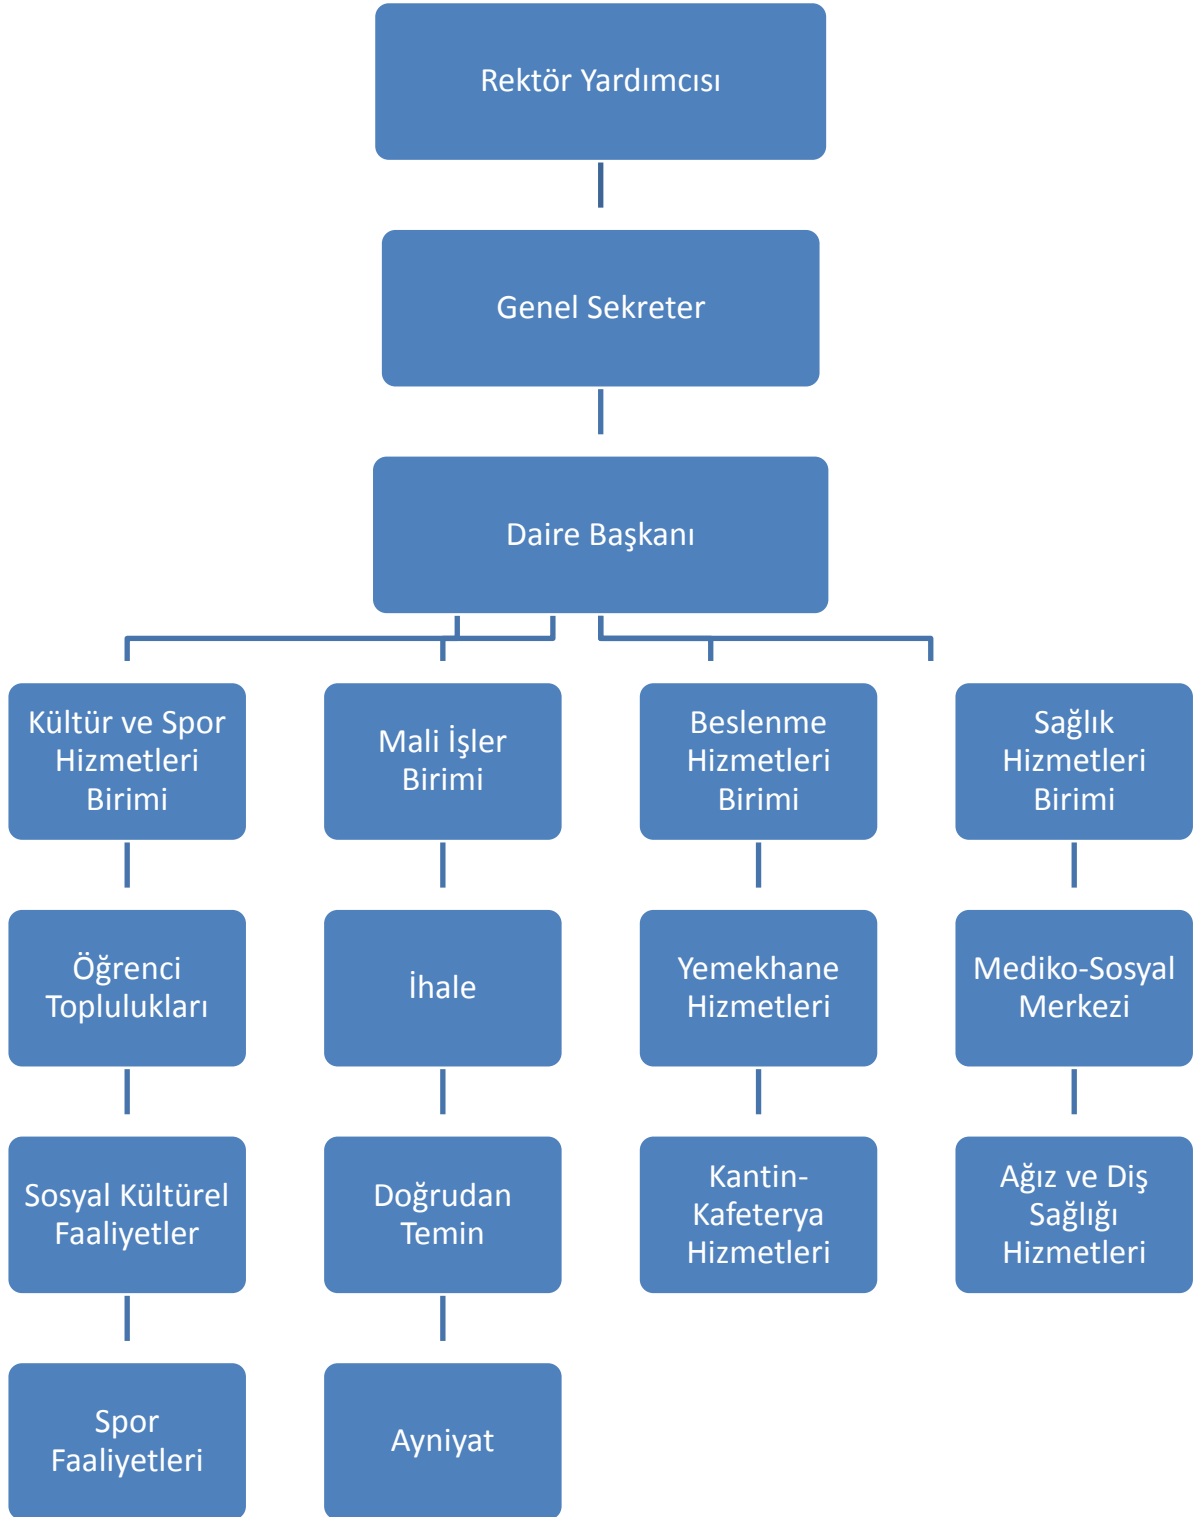 Rektör Yardımcısı
Genel Sekreter
Daire Başkanı
Kültür ve Spor
Hizmetleri
Birimi
Mali İşler
Birimi
Beslenme
Hizmetleri
Birimi
Sağlık
Hizmetleri
Birimi
Öğrenci
Toplulukları
İhale
Yemekhane
Hizmetleri
Mediko-Sosyal
Merkezi
Sosyal Kültürel
Faaliyetler
Doğrudan
Temin
Kantin-
Kafeterya
Hizmetleri
Ağız ve Diş
Sağlığı
Hizmetleri
Spor
Faaliyetleri
Ayniyat